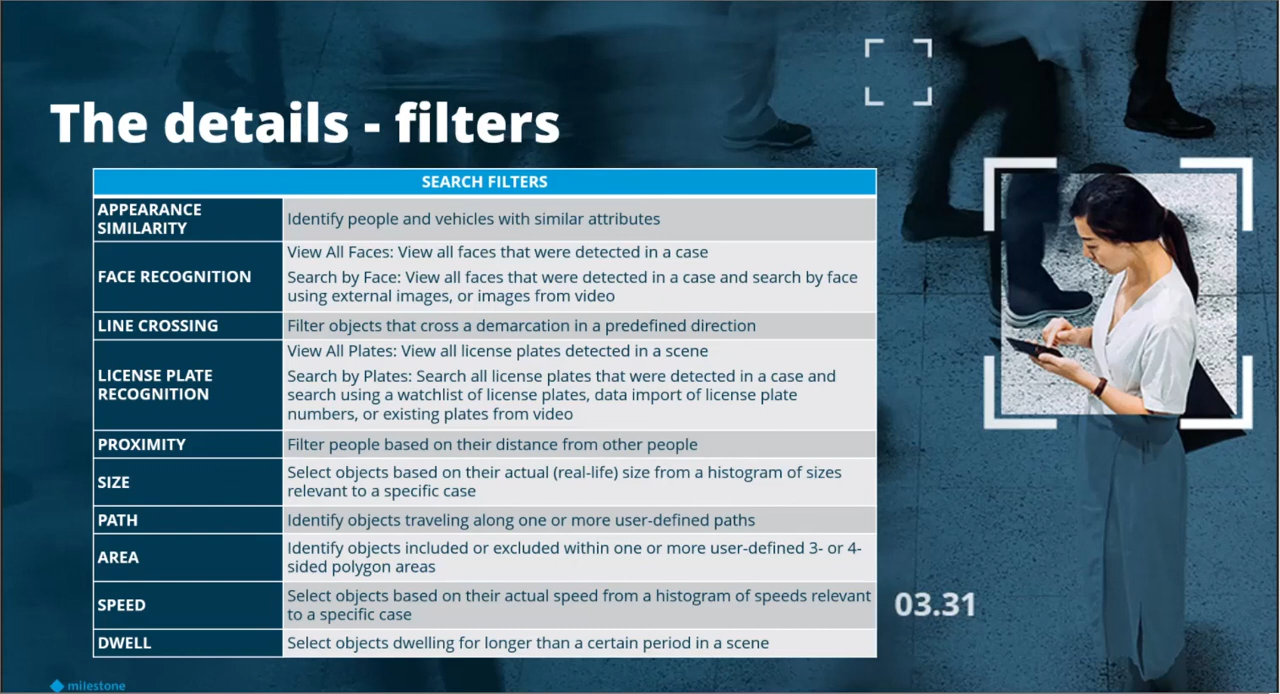 The details - filters
SEARCH FILTERS
APPEARANCE
SIMILARITY
Identify people and vehicles with similar attributes
FACE RECOGNITION
View All Faces: View all faces that were detected in a case
Search by Face: View all faces that were detected in a case and search by face
using external images, or images from video
LINE CROSSING
Filter objects that cross a demarcation in a predefined direction
LICENSE PLATE
RECOGNITION
View All Plates: View all license plates detected in a scene
Search by Plates: Search all license plates that were detected in a case and
search using a watchlist of license plates, data import of license plate
numbers, or existing plates from video
PROXIMITY
Filter people based on their distance from other people
SIZE
Select objects based on their actual (real-life) size from a histogram of sizes
relevant to a specific case
PATH
Identify objects traveling along one or more user-defined paths
AREA
Identify objects included or excluded within one or more user-defined 3- or 4-
sided polygon areas
SPEED
Select objects based on their actual speed from a histogram of speeds relevant
to a specific case
03.31
DWELL
Select objects dwelling for longer than a certain period in a scene
milestone